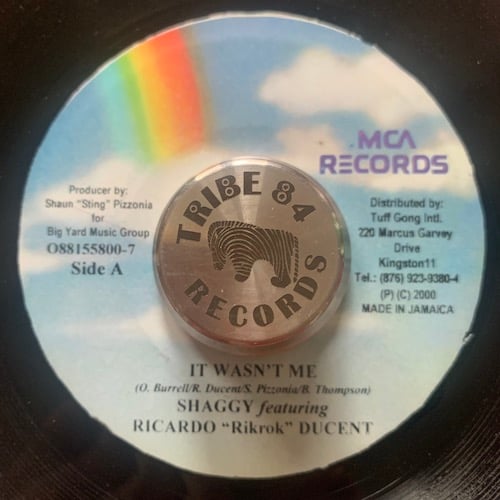 MCA
RECORDS
Producer by:
Shaun "Sting" Pizzonia
for
Big Yard Music Group
O88155800-7
Side A
Distributed by:
Tuff Gong Intl.
220 Marcus Garvey
Drive
Kingston11
Tel.: (876) 923-9380-4
(P) (C) 2000
MADE IN JAMAICA
TRIBE 84
RECORDS
IT WASN'T ME
(O. Burrell/R. Ducent/S. Pizzonia/B. Thompson)
SHAGGY featuring
RICARDO "Rikrok" DUCENT